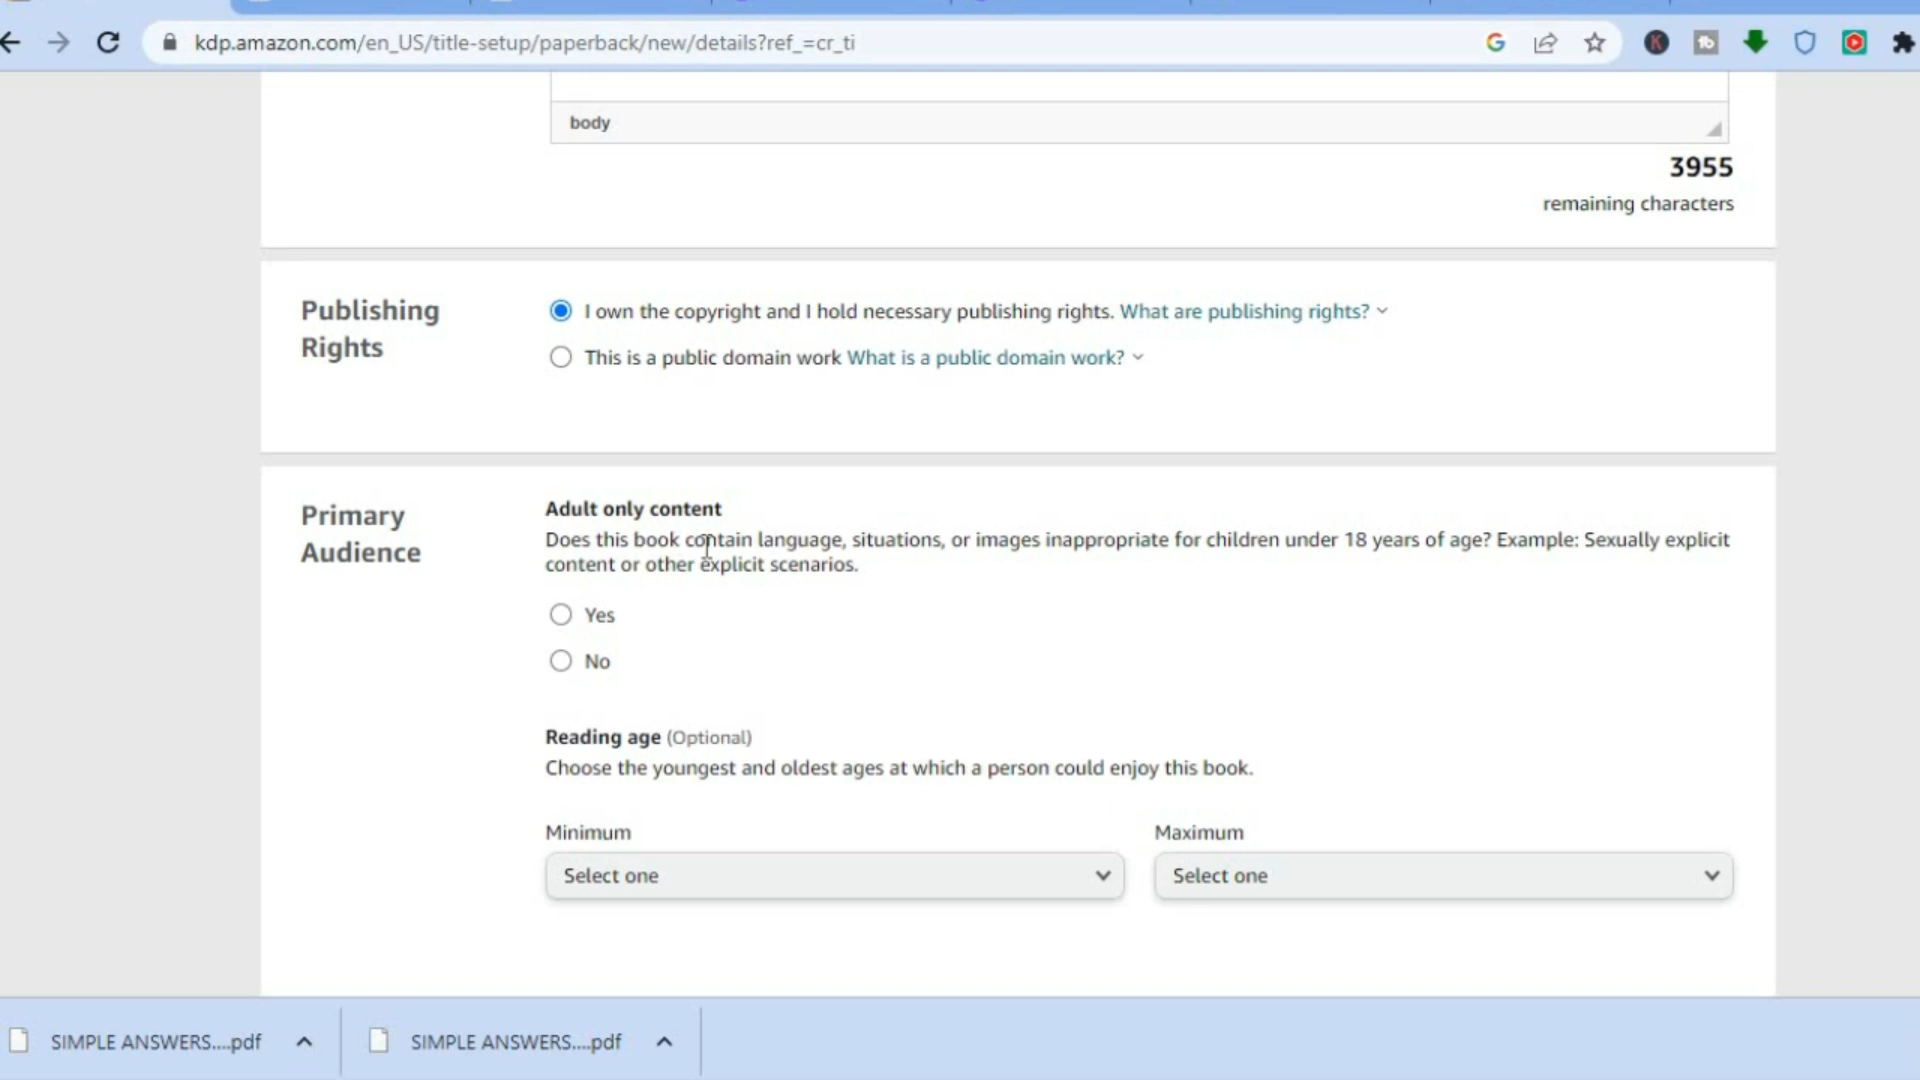 kdp.amazon.com/en_US/title-setup/paperback/new/details?ref_=cr_ti
body
3955
remaining characters
Publishing
Rights
I own the copyright and I hold necessary publishing rights. What are publishing rights?
This is a public domain work What is a public domain work?
Primary
Audience
Adult only content
Does this book contain language, situations, or images inappropriate for children under 18 years of age? Example: Sexually explicit
content or other explicit scenarios.
Yes
No
Reading age (Optional)
Choose the youngest and oldest ages at which a person could enjoy this book.
Minimum
Maximum
Select one
Select one
SIMPLE ANSWERS....pdf
SIMPLE ANSWERS....pdf